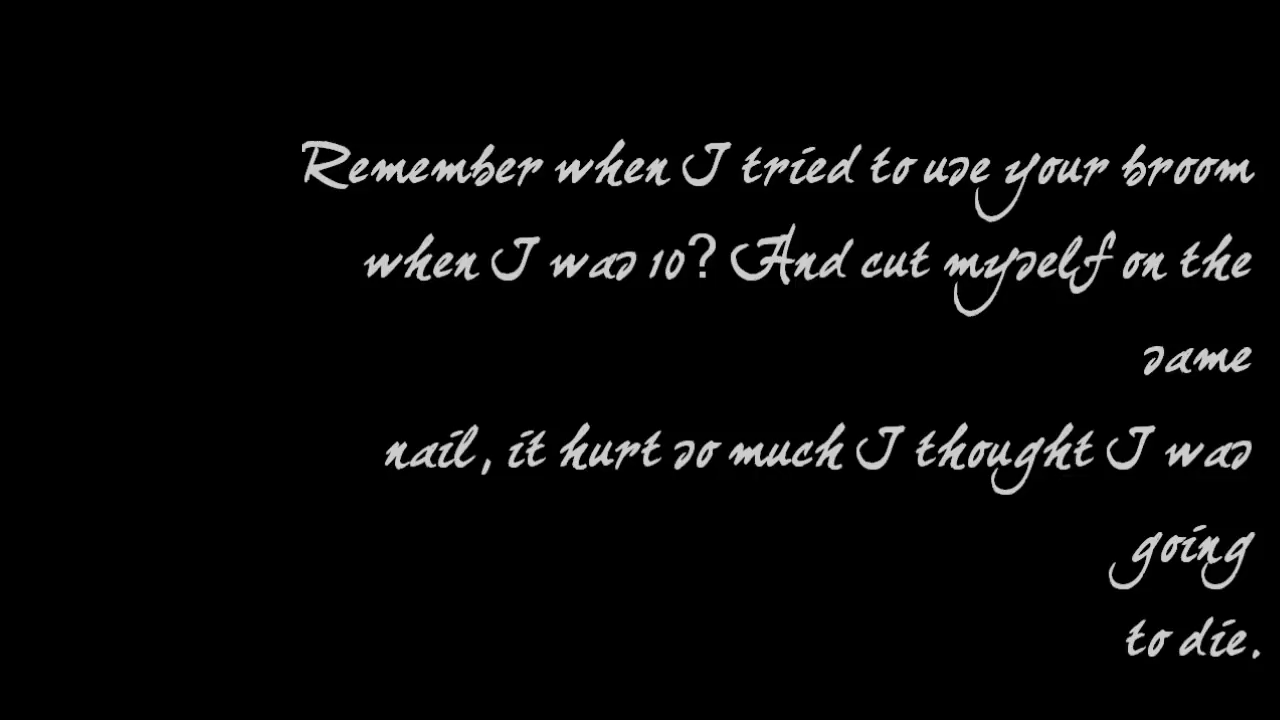 Remember when I tried to use your broom
when I was 10? And cut myself on the
same
nail, it hurt so much I thought I was
going
to die.